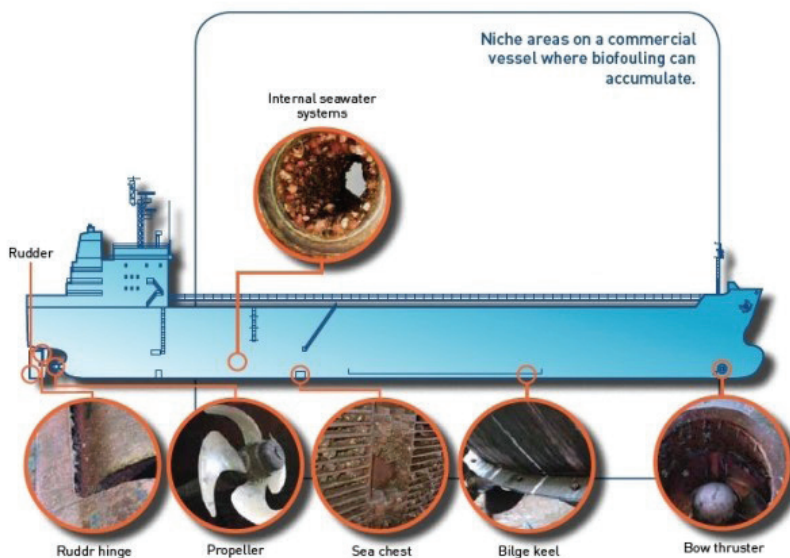 Niche areas on a commercial
vessel where biofouling can
accumulate.
Internal seawater
systems
Rudder
Ruddr hinge
Propeller
Sea chest
Bilge keel
Bow thruster